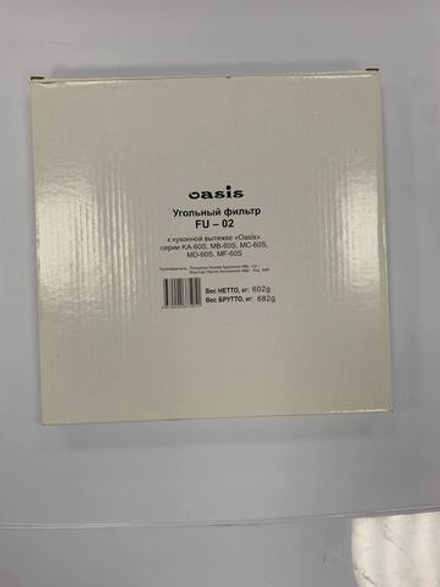 oasis
Угольный фильтр
FU – 02
к кухонной вытяжке «Oasis»
серии KA-60S, MB-60S, MC-60S,
MD-60S, MF-60S
Вес НЕТТО, кг: 602g
Вес БРУТТО, кг: 682g